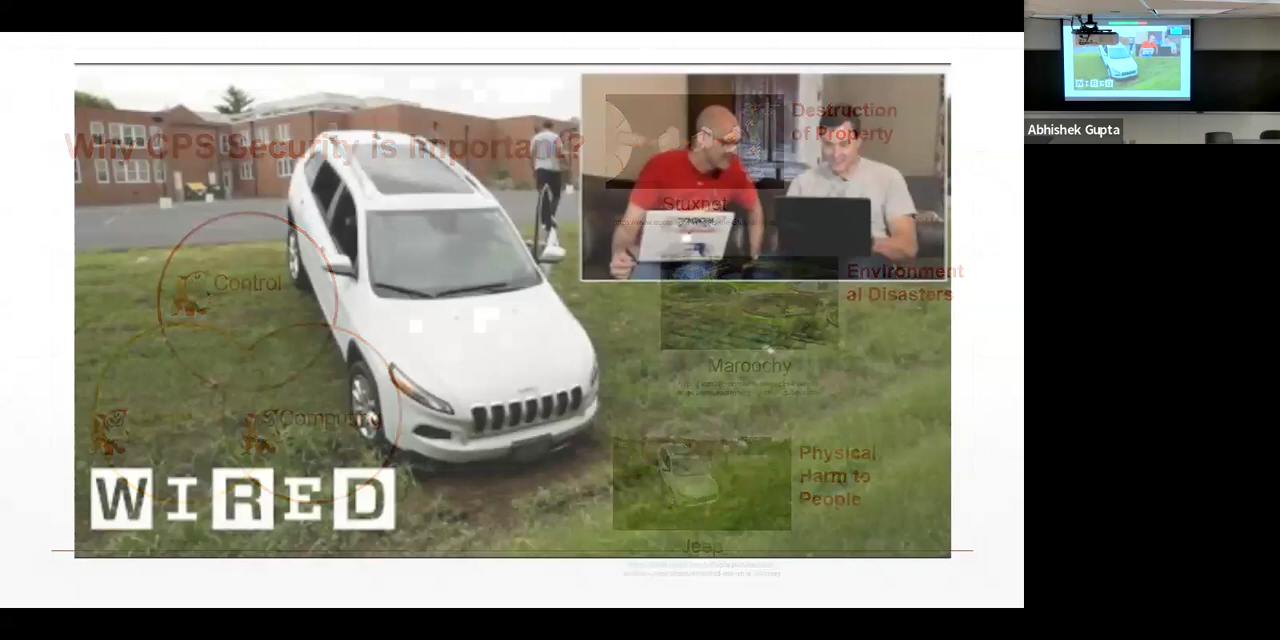 Why CPS Security is Important?
Destruction
of Property
Stuxnet
Control
Environment
al Disasters
Maroochy
Computing
Physical
Harm to
People
WIRED
Jeep
Abhishek Gupta